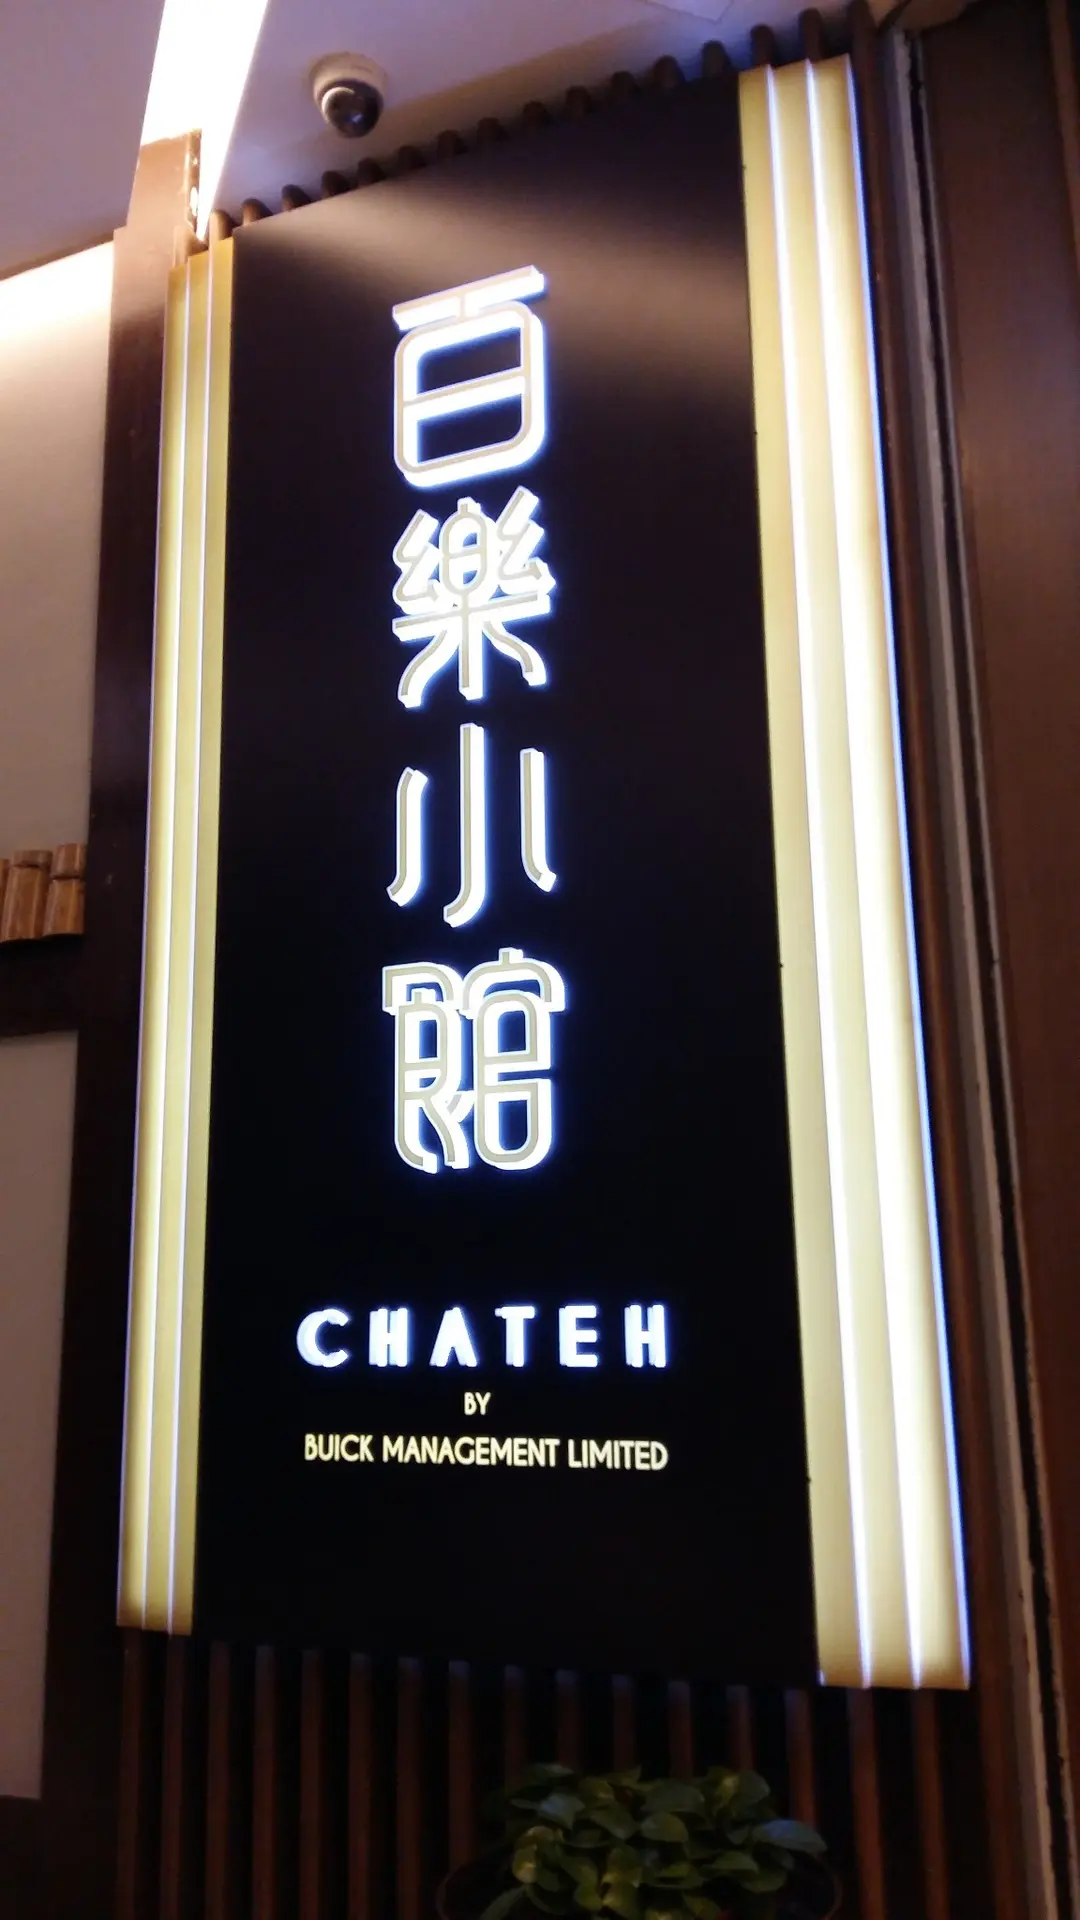 百樂小館
CHATEH
BY
BUICK MANAGEMENT LIMITED